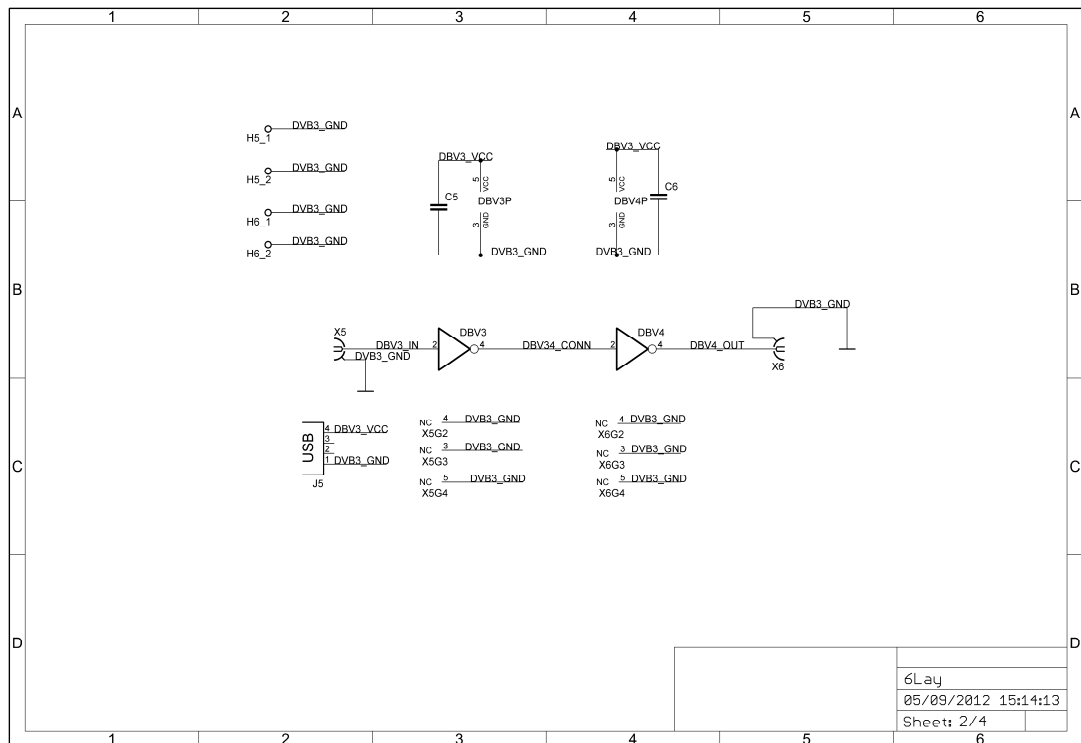 1 2 3 4 5 6
A A
H5_1 DVB3_GND
H5_2 DVB3_GND
H6_1 DVB3_GND
H6_2 DVB3_GND
DBV3_VCC
C5
5 VCC
DBV3P
3 GND
DVB3_GND
DBV3_VCC
5 VCC
DBV4P
C6
3 GND
DVB3_GND
B B
X5
DBV3_IN
DVB3_GND
2 DBV3 4
DBV34_CONN
2 DBV4 4
DBV4_OUT
DVB3_GND
X6
C C
USB
4 DBV3_VCC
3
2
1 DVB3_GND
J5
NC 4 DVB3_GND
X5G2
NC 3 DVB3_GND
X5G3
NC 5 DVB3_GND
X5G4
NC 4 DVB3_GND
X6G2
NC 3 DVB3_GND
X6G3
NC 5 DVB3_GND
X6G4
D D
6Lay
05/09/2012 15:14:13
Sheet: 2/4
1 2 3 4 5 6